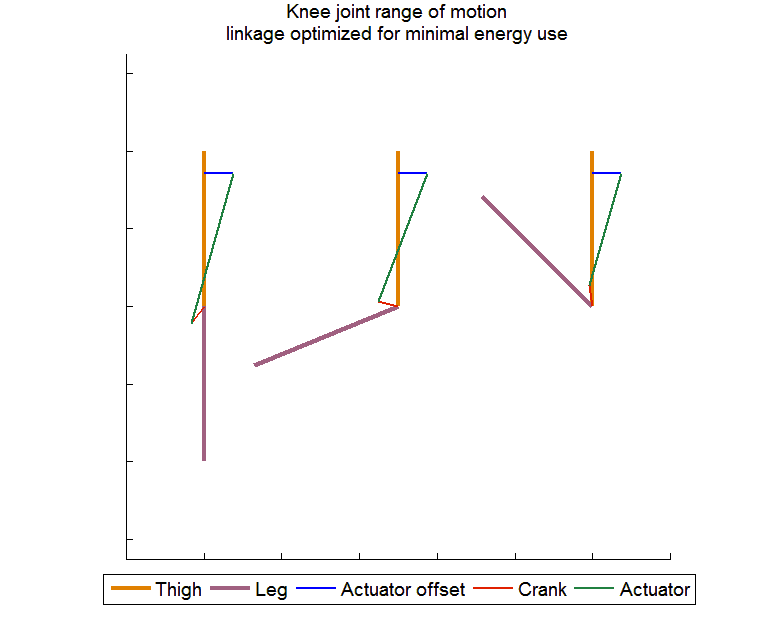 Knee joint range of motion
linkage optimized for minimal energy use
Thigh Leg Actuator offset Crank Actuator